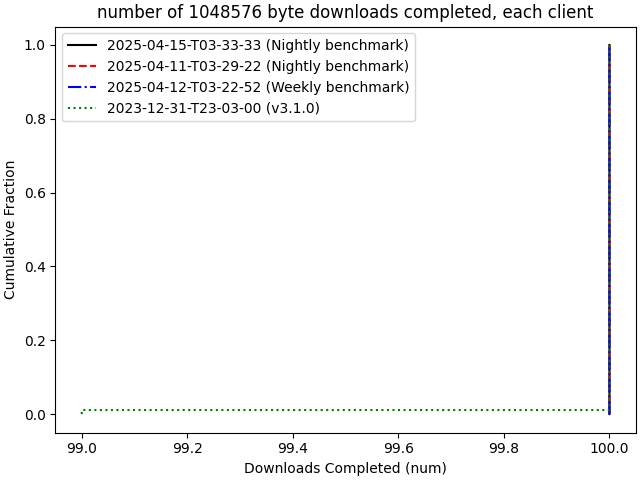 number of 1048576 byte downloads completed, each client
2025-04-15-T03-33-33 (Nightly benchmark)
2025-04-11-T03-29-22 (Nightly benchmark)
2025-04-12-T03-22-52 (Weekly benchmark)
2023-12-31-T23-03-00 (v3.1.0)
Cumulative Fraction
1.0
0.8
0.6
0.4
0.2
0.0
99.0 99.2 99.4 99.6 99.8 100.0
Downloads Completed (num)